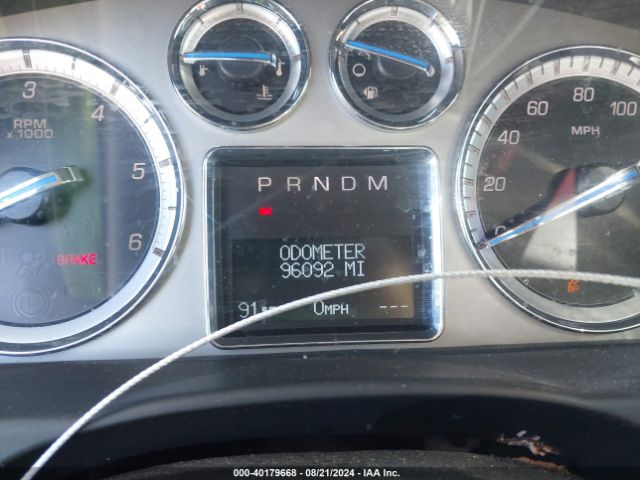 3
4
5
6
RPM
x1000
BRAKE
P R N D M
ODOMETER
96092 MI
91
0MPH
---
0
20
60
80
100
MPH
000-40179668 - 08/21/2024 - IAA Inc.